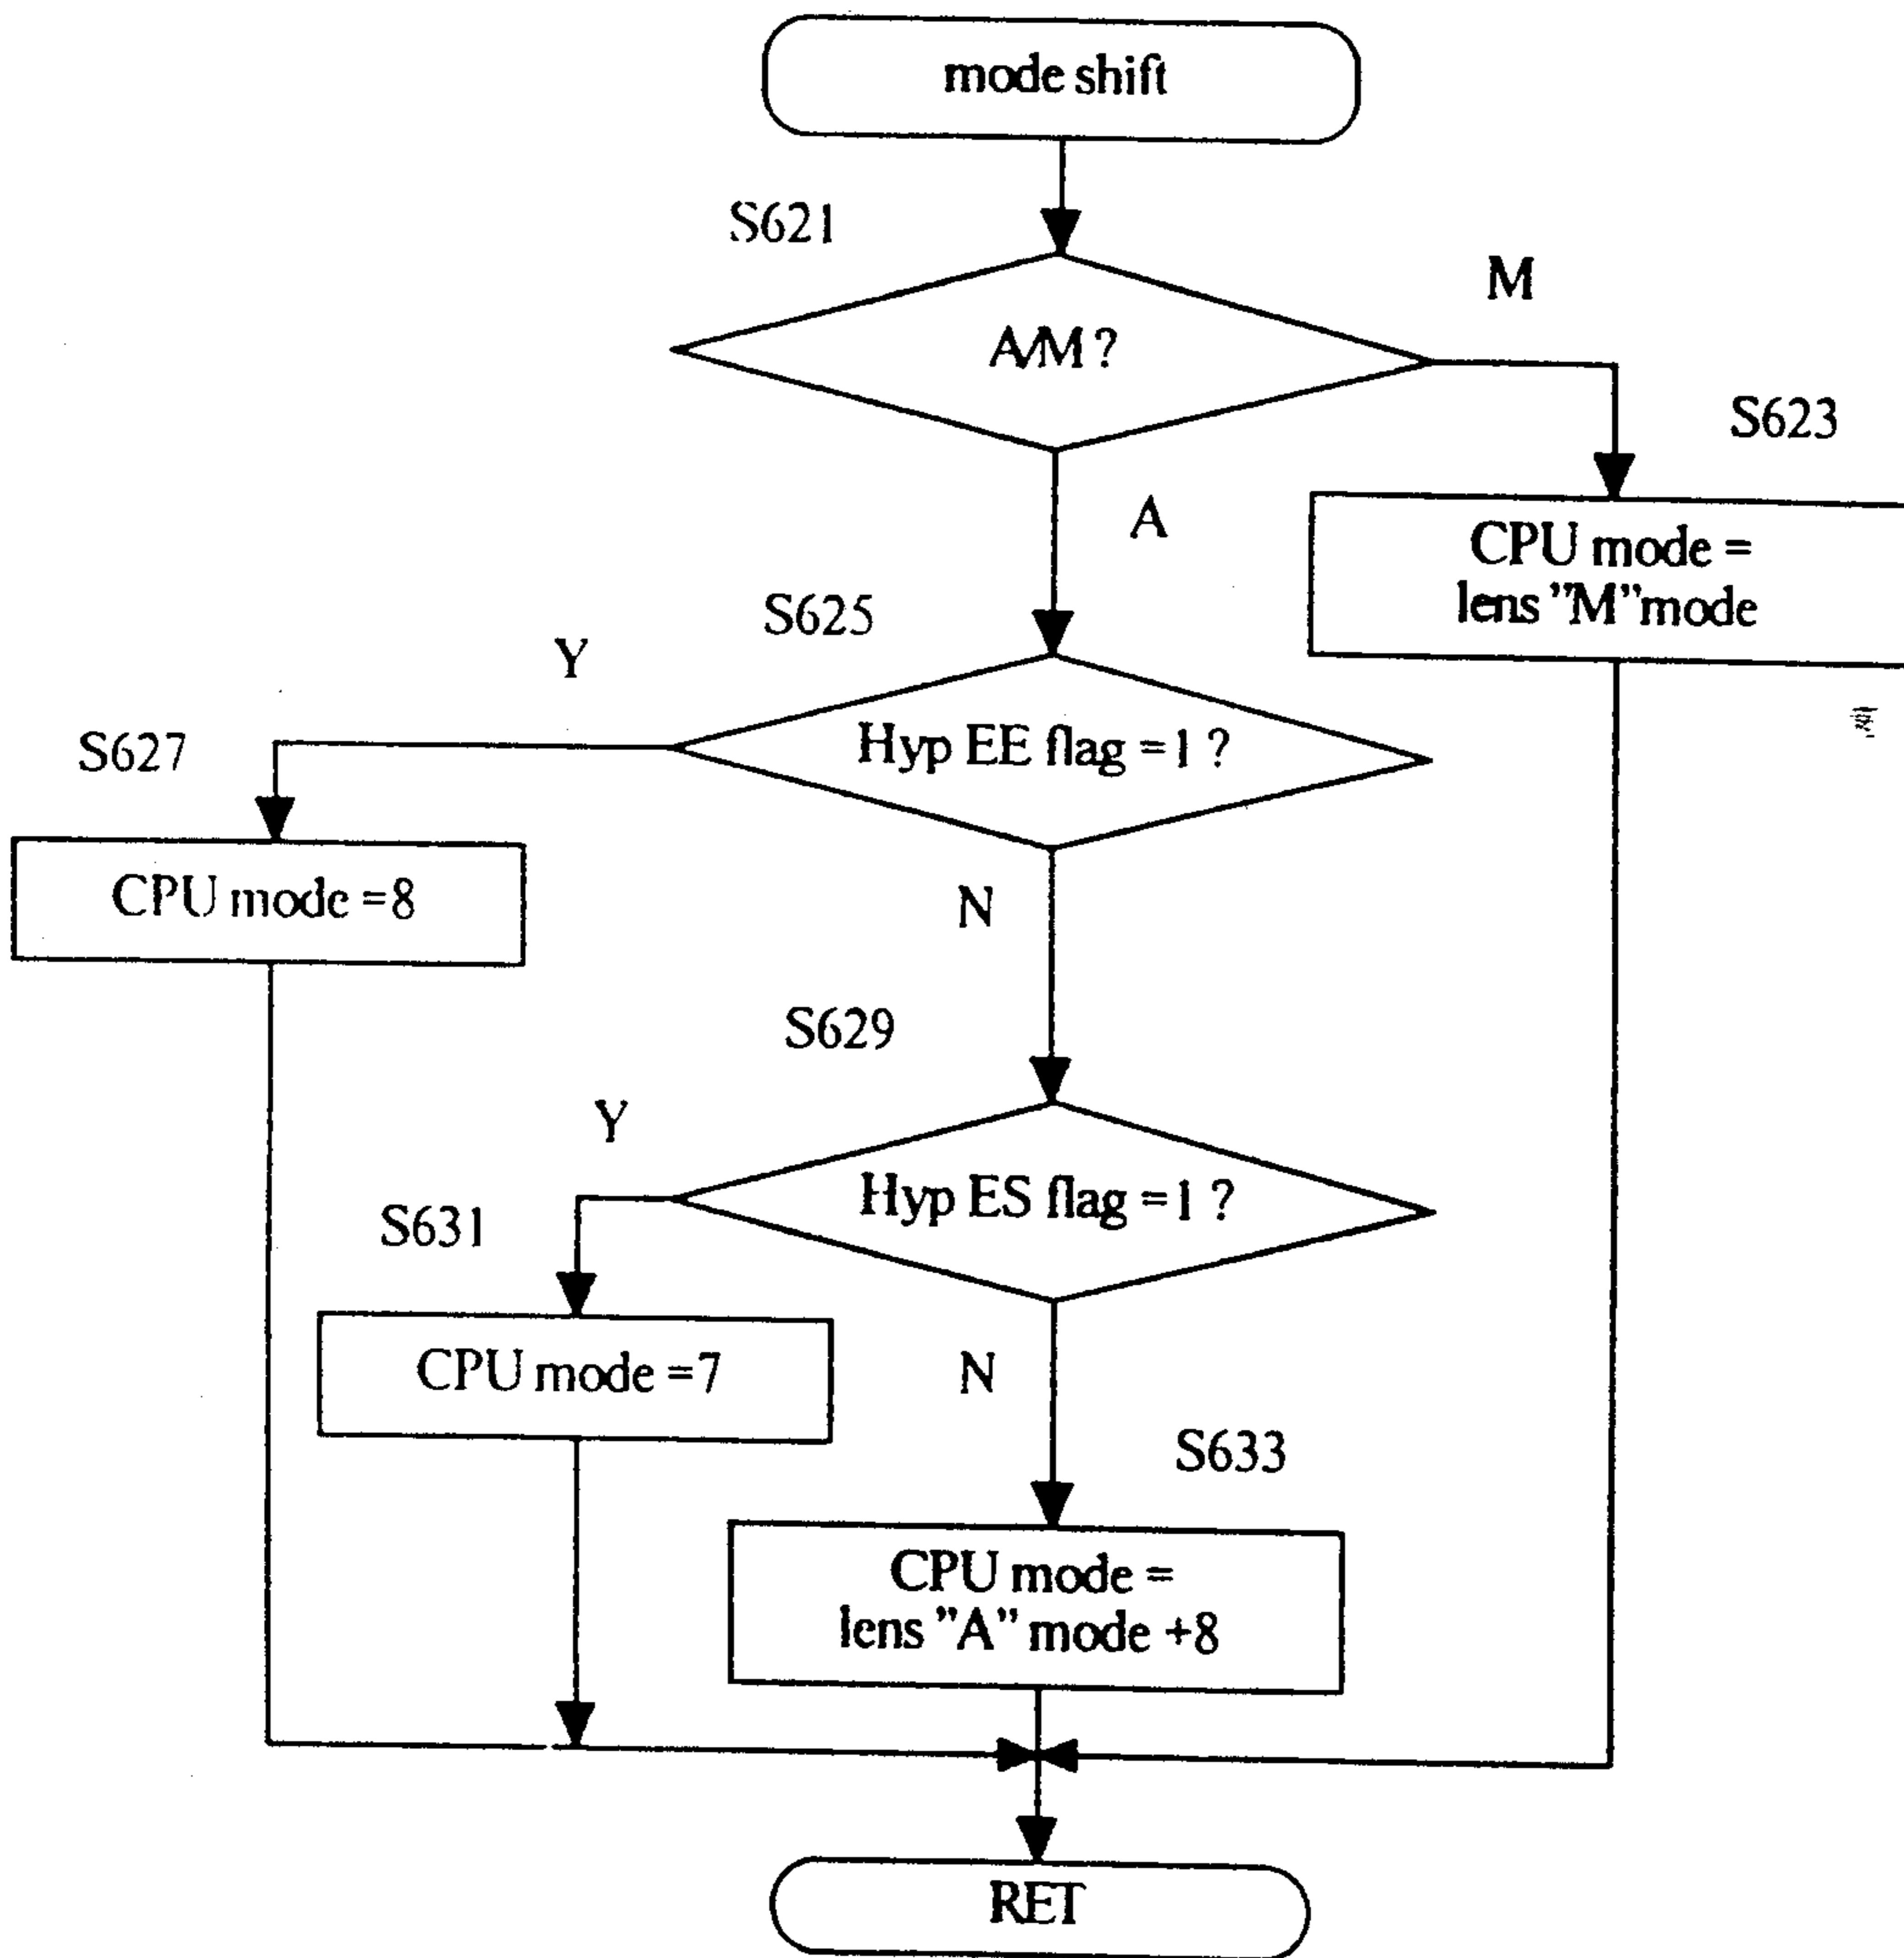 mode shift
S621
A/M ?
M
S623
CPU mode =
lens "M" mode
A
S625
Y
Hyp EE flag =1 ?
S627
CPU mode =8
N
S629
Y
Hyp ES flag =1 ?
S631
CPU mode =7
N
S633
CPU mode =
lens "A" mode +8
RET